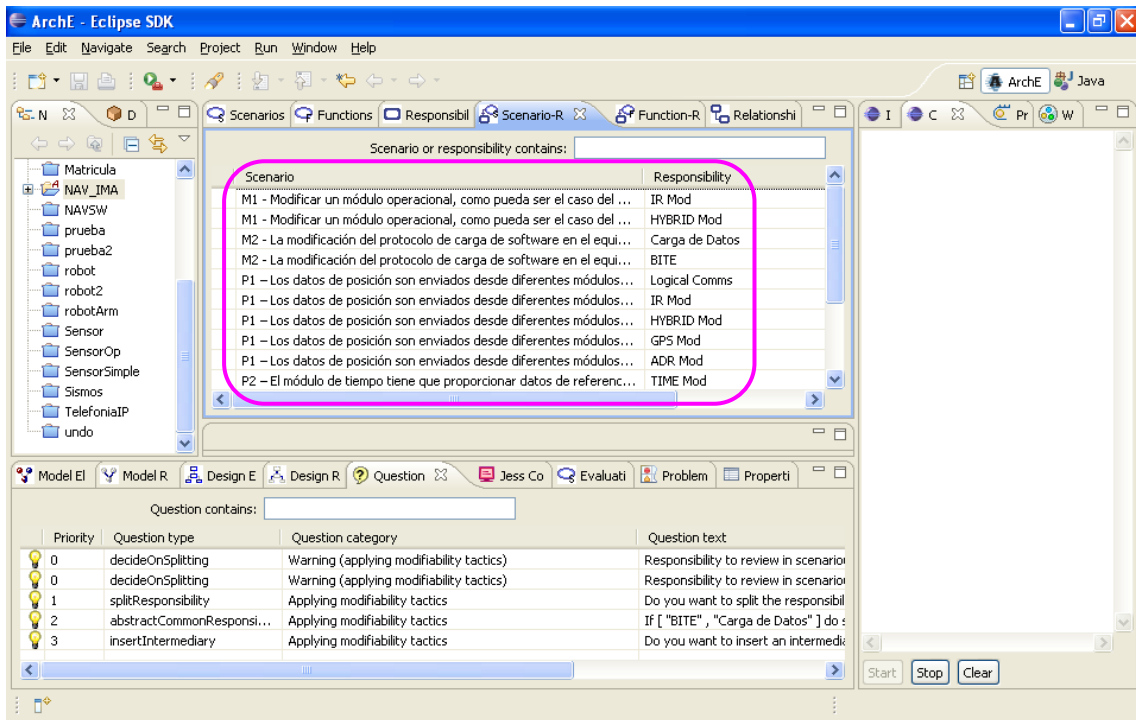 ArchE - Eclipse SDK
File Edit Navigate Search Project Run Window Help
ArchE Java
N D
Scenarios Functions Responsibil Scenario-R Function-R Relationshi
I C Pr W
Scenario or responsibility contains:
Matricula
NAV_IMA
NAVSW
prueba
prueba2
robot
robot2
robotArm
Sensor
SensorOp
SensorSimple
Sismos
TelefoniaIP
undo
Scenario Responsibility
M1 - Modificar un módulo operacional, como pueda ser el caso del ... IR Mod
M1 - Modificar un módulo operacional, como pueda ser el caso del ... HYBRID Mod
M2 - La modificación del protocolo de carga de software en el equi... Carga de Datos
M2 - La modificación del protocolo de carga de software en el equi... BITE
P1 – Los datos de posición son enviados desde diferentes módulos... Logical Comms
P1 – Los datos de posición son enviados desde diferentes módulos... IR Mod
P1 – Los datos de posición son enviados desde diferentes módulos... HYBRID Mod
P1 – Los datos de posición son enviados desde diferentes módulos... GPS Mod
P1 – Los datos de posición son enviados desde diferentes módulos... ADR Mod
P2 – El módulo de tiempo tiene que proporcionar datos de referenc... TIME Mod
Model El Model R Design E Design R Question Jess Co Evaluati Problem Properti
Question contains:
Priority Question type Question category Question text
0 decideOnSplitting Warning (applying modifiability tactics) Responsibility to review in scenario
0 decideOnSplitting Warning (applying modifiability tactics) Responsibility to review in scenario
1 splitResponsibility Applying modifiability tactics Do you want to split the responsibil
2 abstractCommonResponsi... Applying modifiability tactics If [ "BITE" , "Carga de Datos" ] do s
3 insertIntermediary Applying modifiability tactics Do you want to insert an intermedia
Start Stop Clear